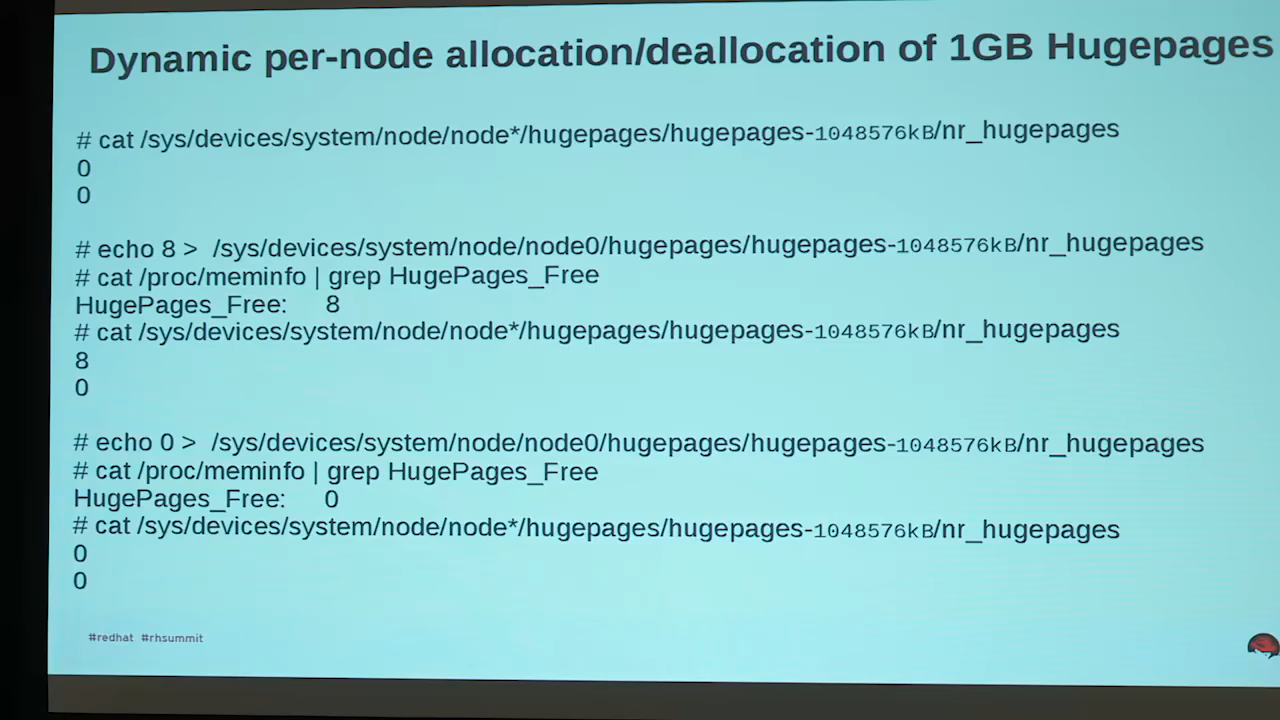 Dynamic per-node allocation/deallocation of 1GB Hugepages
# cat /sys/devices/system/node/node*/hugepages/hugepages-1048576kB/nr_hugepages
0
0
# echo 8 >  /sys/devices/system/node/node0/hugepages/hugepages-1048576kB/nr_hugepages
# cat /proc/meminfo | grep HugePages_Free
HugePages_Free:     8
# cat /sys/devices/system/node/node*/hugepages/hugepages-1048576kB/nr_hugepages
8
0
# echo 0 >  /sys/devices/system/node/node0/hugepages/hugepages-1048576kB/nr_hugepages
# cat /proc/meminfo | grep HugePages_Free
HugePages_Free:     0
# cat /sys/devices/system/node/node*/hugepages/hugepages-1048576kB/nr_hugepages
0
0
#redhat #rhsummit